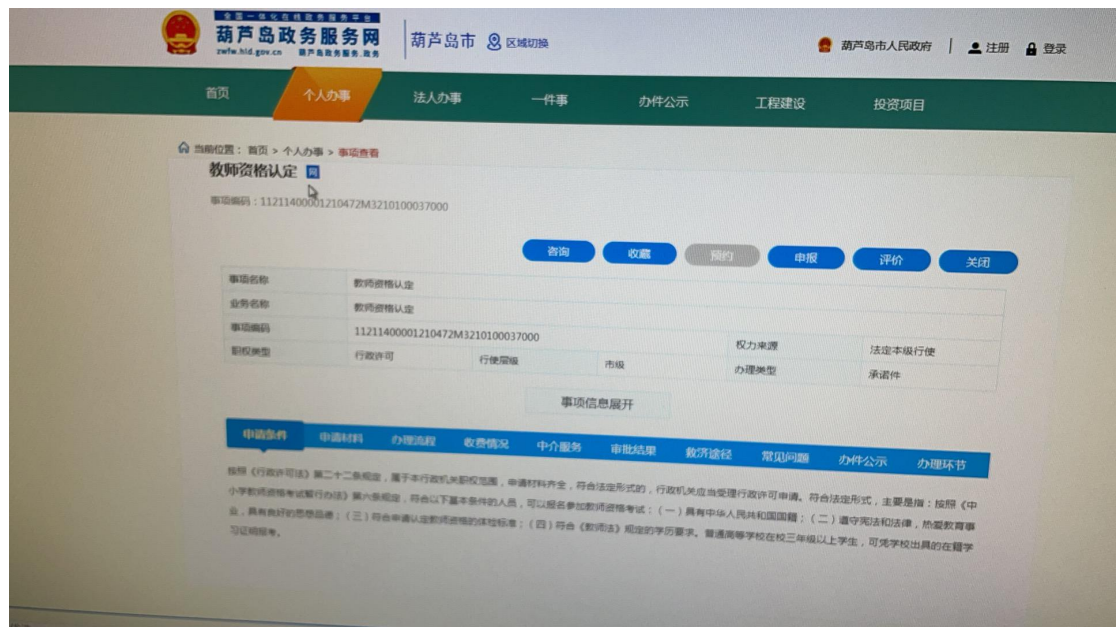 全国一体化在线政务服务平台
葫芦岛政务服务网
zwfw.hld.gov.cn 葫芦岛政务服务.政务
葫芦岛市 区域切换
葫芦岛市人民政府 | 注册 登录
首页 个人办事 法人办事 一件事 办件公示 工程建设 投资项目
当前位置：首页 > 个人办事 > 事项查看
教师资格认定 网
事项编码：11211400001210472M3210100037000
咨询 收藏 预约 申报 评价 关闭
事项名称 教师资格认定
业务名称 教师资格认定
事项编码 11211400001210472M3210100037000 权力来源 法定本级行使
职权类型 行政许可 行使层级 市级 办理类型 承诺件
事项信息展开
申请条件 申请材料 办理流程 收费情况 中介服务 审批结果 救济途径 常见问题 办件公示 办理环节
按照《行政许可法》第二十二条规定，属于本行政机关职权范围，申请材料齐全，符合法定形式的，行政机关应当受理行政许可申请。符合法定形式，主要是指：按照《中
小学教师资格考试暂行办法》第六条规定，符合以下基本条件的人员，可以报名参加教师资格考试：（一）具有中华人民共和国国籍；（二）遵守宪法和法律，热爱教育事
业，具有良好的思想品德；（三）符合申请认定教师资格的体检标准；（四）符合《教师法》规定的学历要求。普通高等学校在校三年级以上学生，可凭学校出具的在籍学
习证明报考。